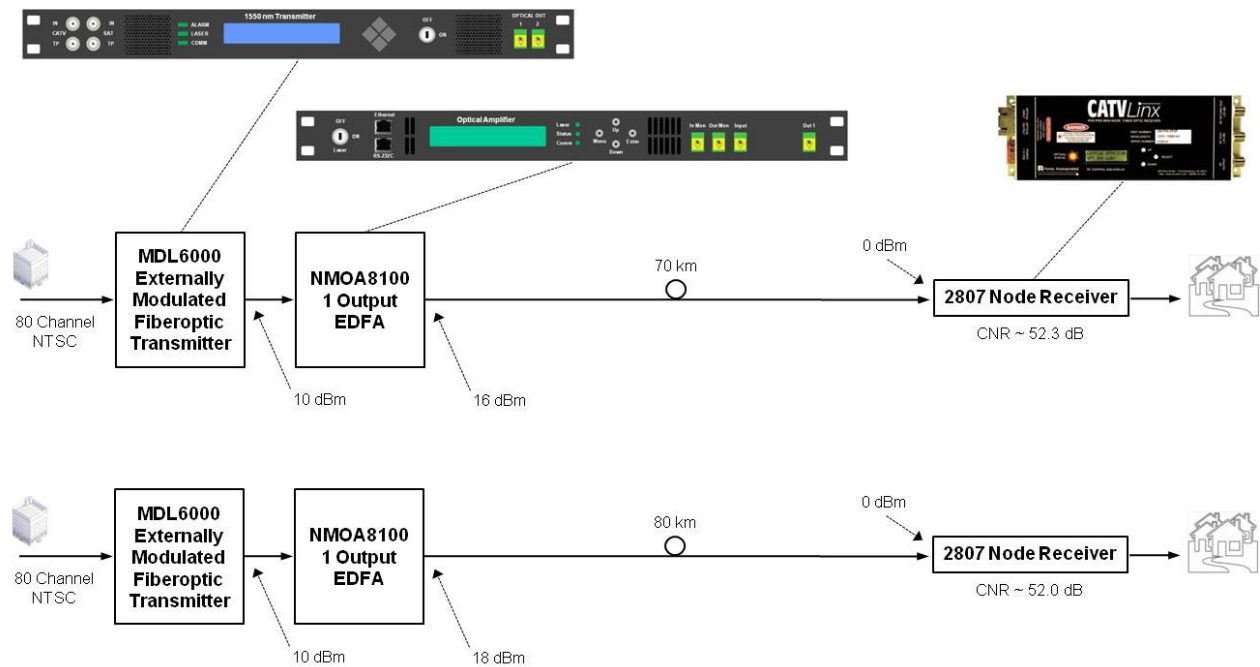 1550 nm Transmitter
IN
IN
CATV
SAT
TP
TP
ALARM
LASER
COMM
OFF
ON
OPTICAL OUT
1 2
OFF
ON
Laser
Ethernet
RS-232C
Optical Amplifier
Laser
Status
Comm
Menu
Up
Down
Enter
In Mon
Out Mon
Input
Out 1
CATVLinx
DANGER
MDL6000
Externally
Modulated
Fiberoptic
Transmitter
NMOA8100
1 Output
EDFA
80 Channel
NTSC
10 dBm
16 dBm
70 km
0 dBm
2807 Node Receiver
CNR ~ 52.3 dB
MDL6000
Externally
Modulated
Fiberoptic
Transmitter
NMOA8100
1 Output
EDFA
80 Channel
NTSC
10 dBm
18 dBm
80 km
0 dBm
2807 Node Receiver
CNR ~ 52.0 dB